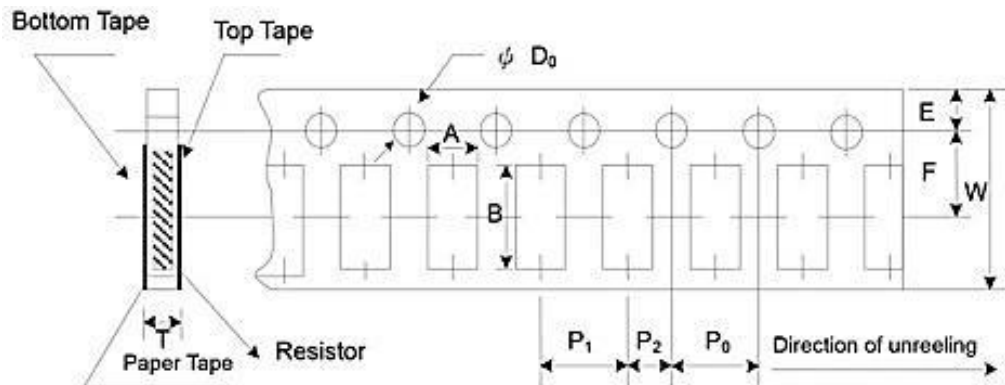 Bottom Tape
Top Tape
ψ D₀
E
A
F
W
B
T
Paper Tape
Resistor
P₁
P₂
P₀
Direction of unreeling